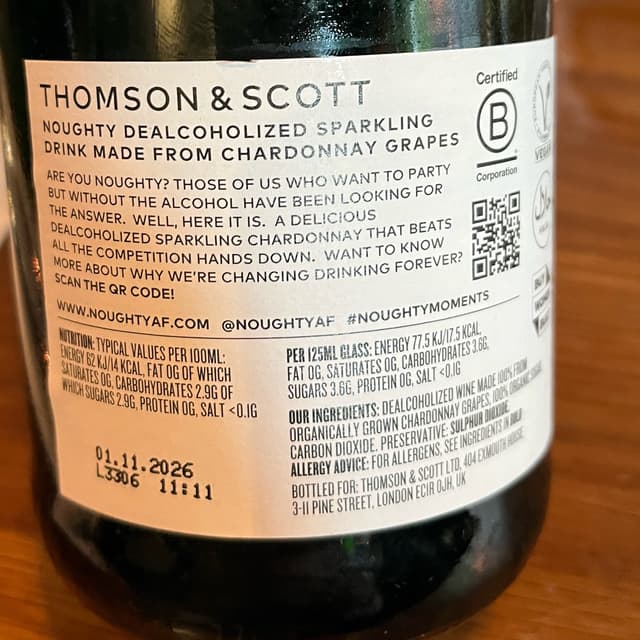 THOMSON & SCOTT
NOUGHTY DEALCOHOLIZED SPARKLING
DRINK MADE FROM CHARDONNAY GRAPES
ARE YOU NOUGHTY? THOSE OF US WHO WANT TO PARTY
BUT WITHOUT THE ALCOHOL HAVE BEEN LOOKING FOR
THE ANSWER. WELL, HERE IT IS. A DELICIOUS
DEALCOHOLIZED SPARKLING CHARDONNAY THAT BEATS
ALL THE COMPETITION HANDS DOWN. WANT TO KNOW
MORE ABOUT WHY WE'RE CHANGING DRINKING FOREVER?
SCAN THE QR CODE!
WWW.NOUGHTYAF.COM @NOUGHTYAF #NOUGHTYMOMENTS
Certified
B
Corporation
NUTRITION: TYPICAL VALUES PER 100ML:
ENERGY 62 KJ/14 KCAL, FAT 0G OF WHICH
SATURATES 0G, CARBOHYDRATES 2.9G OF
WHICH SUGARS 2.9G, PROTEIN 0G, SALT <0.1G
PER 125ML GLASS: ENERGY 77.5 KJ/17.5 KCAL,
FAT 0G, SATURATES 0G, CARBOHYDRATES 3.6G,
SUGARS 3.6G, PROTEIN 0G, SALT <0.1G
OUR INGREDIENTS: DEALCOHOLIZED WINE MADE 100% FROM
ORGANICALLY GROWN CHARDONNAY GRAPES, 100% ORGANIC SUGAR,
CARBON DIOXIDE. PRESERVATIVE: SULPHUR DIOXIDE.
ALLERGY ADVICE: FOR ALLERGENS, SEE INGREDIENTS IN BOLD
BOTTLED FOR: THOMSON & SCOTT LTD, 404 EXMOUTH HOUSE,
3-11 PINE STREET, LONDON EC1R 0JH, UK
01.11.2026
L3306 11:11